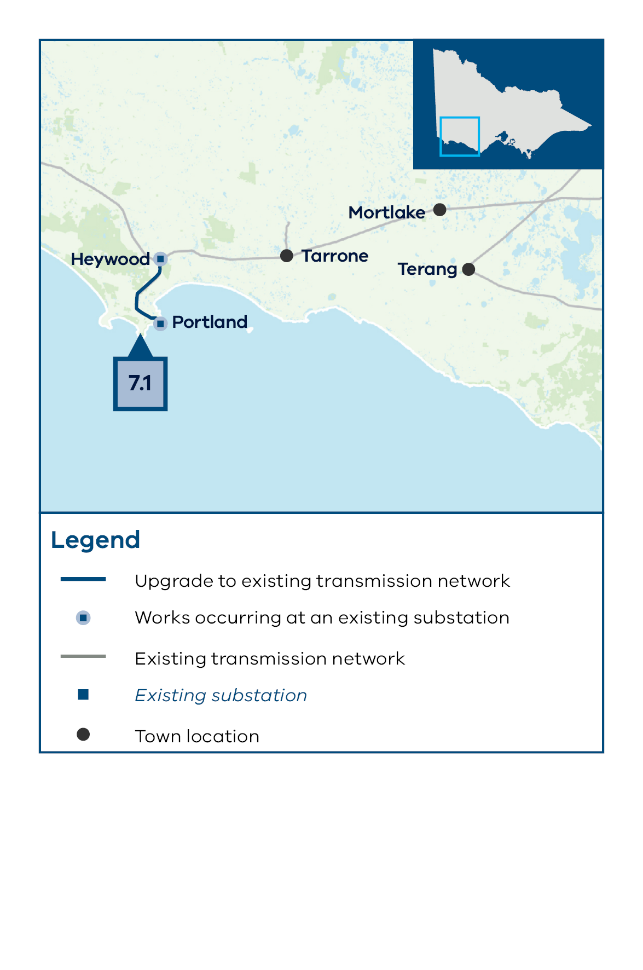 Mortlake
Heywood
Tarrone
Terang
Portland
7.1
Legend
Upgrade to existing transmission network
Works occurring at an existing substation
Existing transmission network
Existing substation
Town location